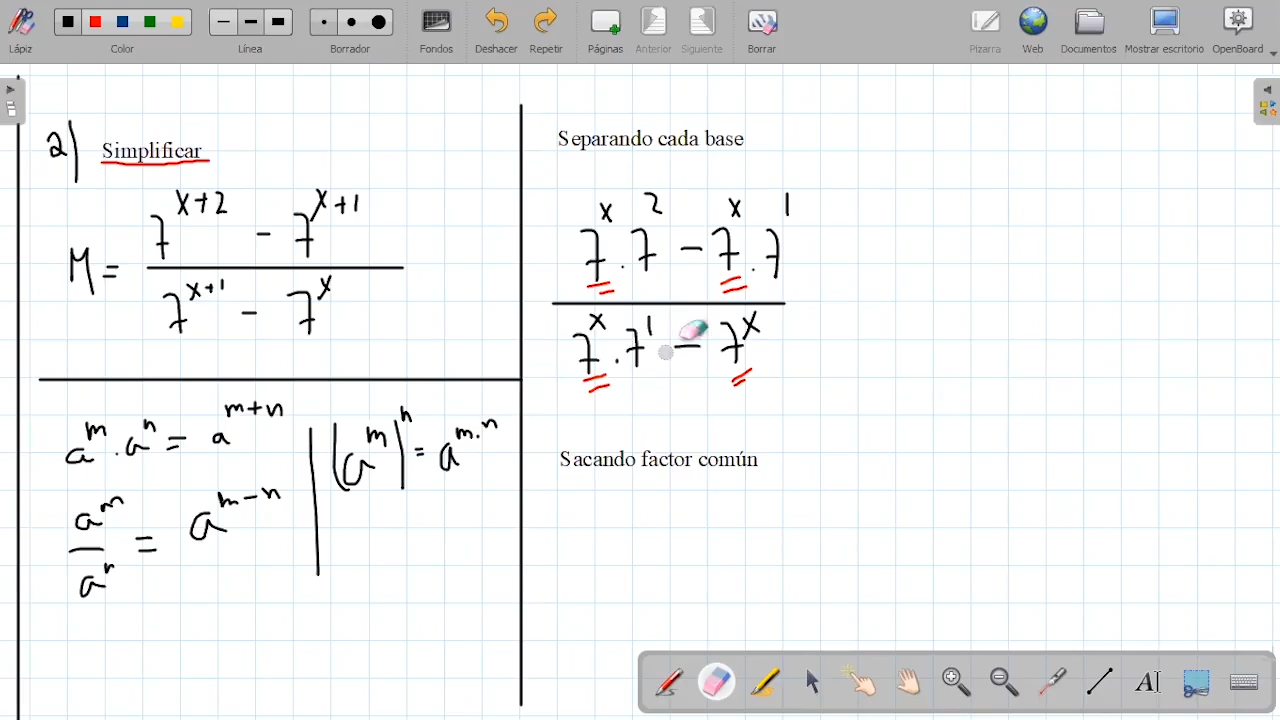 Lápiz Color Línea Borrador Fondos Deshacer Repetir Páginas Anterior Siguiente Borrar Pizarra Web Documentos Mostrar escritorio OpenBoard
2) Simplificar
M = (7^(x+2) - 7^(x+1)) / (7^(x+1) - 7^x)
a^m . a^n = a^(m+n)
(a^m)^n = a^(m.n)
a^m / a^n = a^(m-n)
Separando cada base
(7^x . 7^2 - 7^x . 7^1) / (7^x . 7^1 - 7^x)
Sacando factor común